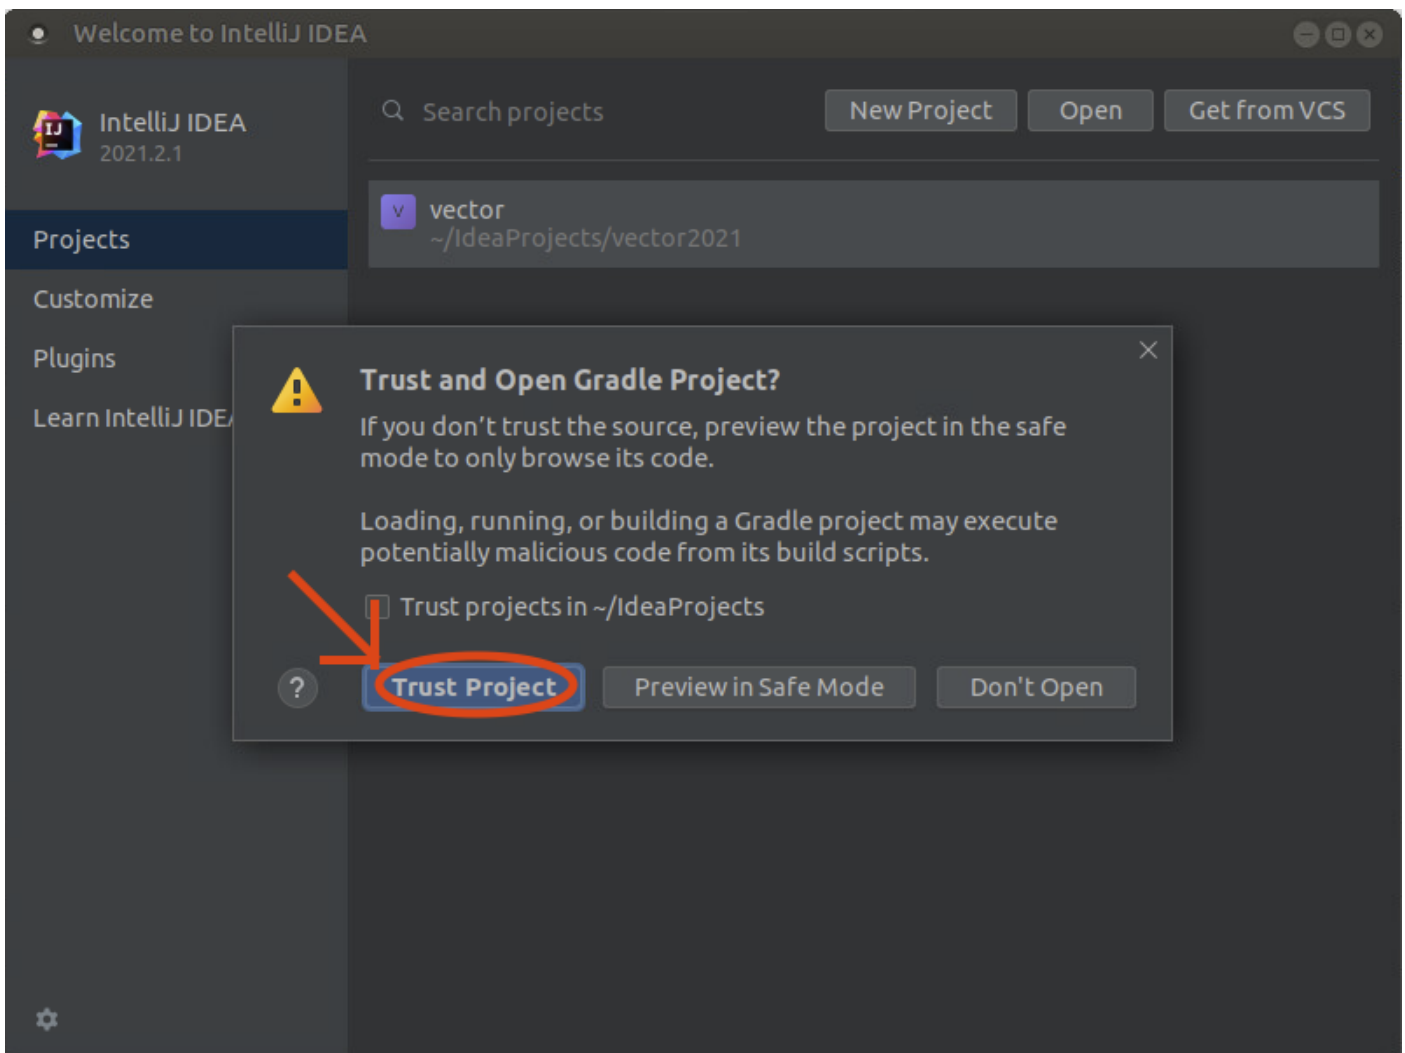 Welcome to IntelliJ IDEA
IntelliJ IDEA
2021.2.1
Search projects
New Project
Open
Get from VCS
vector
~/IdeaProjects/vector2021
Projects
Customize
Plugins
Learn IntelliJ IDE
Trust and Open Gradle Project?
If you don't trust the source, preview the project in the safe
mode to only browse its code.
Loading, running, or building a Gradle project may execute
potentially malicious code from its build scripts.
Trust projects in ~/IdeaProjects
?
Trust Project
Preview in Safe Mode
Don't Open